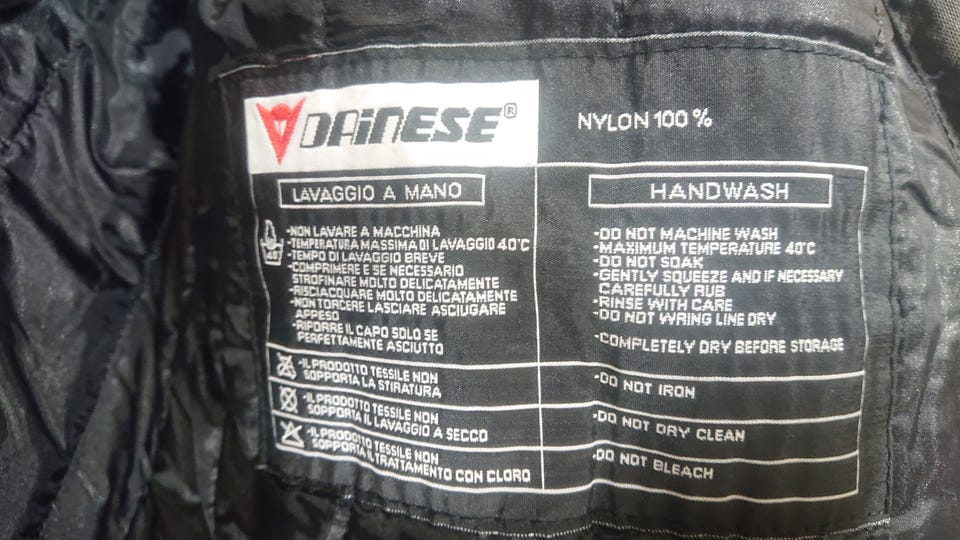 DAiNESE®
NYLON 100 %
LAVAGGIO A MANO
-NON LAVARE A MACCHINA
-TEMPERATURA MASSIMA DI LAVAGGIO 40°C
-TEMPO DI LAVAGGIO BREVE
-COMPRIMERE E SE NECESSARIO
STROFINARE MOLTO DELICATAMENTE
-RISCIACQUARE MOLTO DELICATAMENTE
-NON TORCERE LASCIARE ASCIUGARE
APPESO
-RIPORRE IL CAPO SOLO SE
PERFETTAMENTE ASCIUTTO
-IL PRODOTTO TESSILE NON
SOPPORTA LA STIRATURA
-IL PRODOTTO TESSILE NON
SOPPORTA IL LAVAGGIO A SECCO
-IL PRODOTTO TESSILE NON
SOPPORTA IL TRATTAMENTO CON CLORO
HANDWASH
-DO NOT MACHINE WASH
-MAXIMUM TEMPERATURE 40°C
-DO NOT SOAK
-GENTLY SQUEEZE AND IF NECESSARY
CAREFULLY RUB
-RINSE WITH CARE
-DO NOT WRING LINE DRY
-COMPLETELY DRY BEFORE STORAGE
-DO NOT IRON
-DO NOT DRY CLEAN
-DO NOT BLEACH